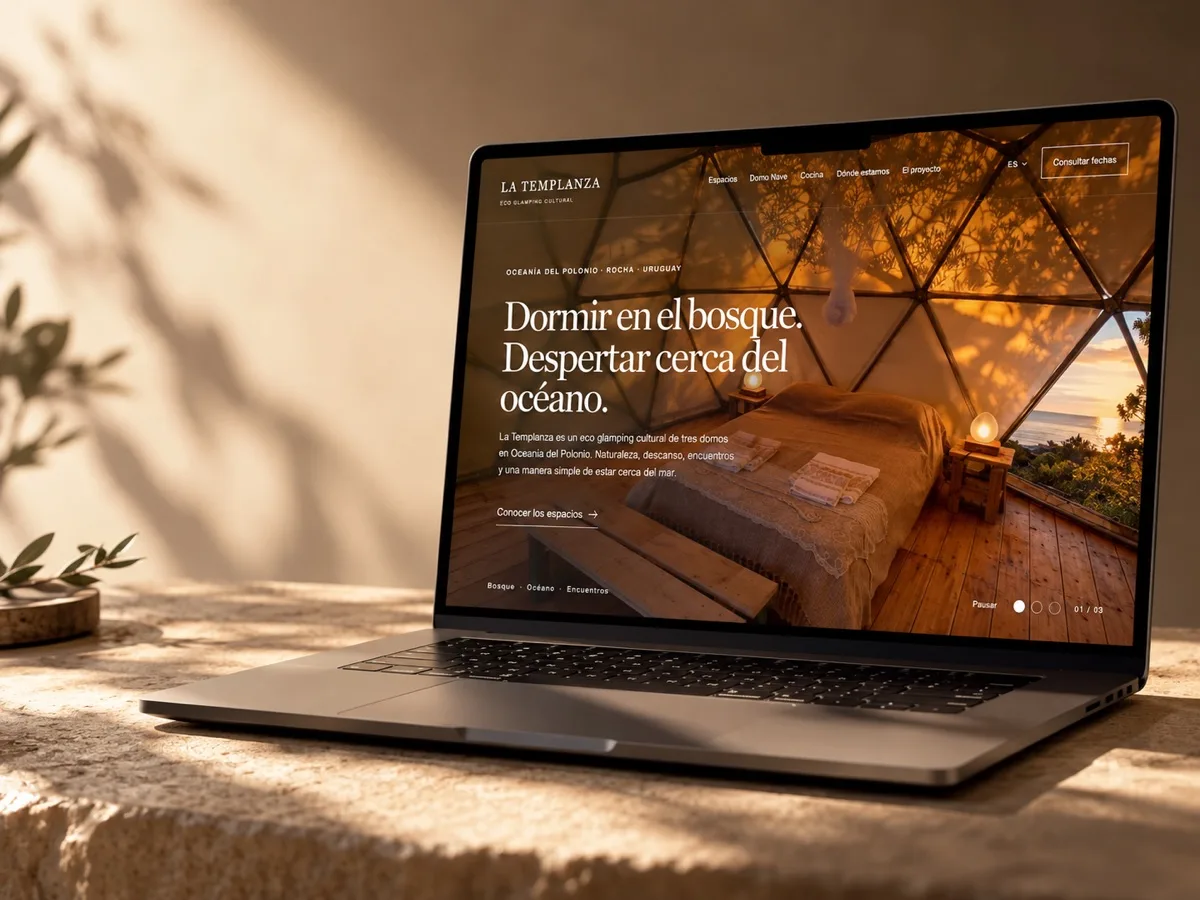 LA TEMPLANZA
ECO GLAMPING CULTURAL
Espacios Domo Nave Cocina Dónde estamos El proyecto
ES
Consultar fechas
OCEANÍA DEL POLONIO · ROCHA · URUGUAY
Dormir en el bosque.
Despertar cerca del
océano.
La Templanza es un eco glamping cultural de tres domos
en Oceanía del Polonio. Naturaleza, descanso, encuentros
y una manera simple de estar cerca del mar.
Conocer los espacios →
Bosque · Océano · Encuentros
Pausar
01 / 03